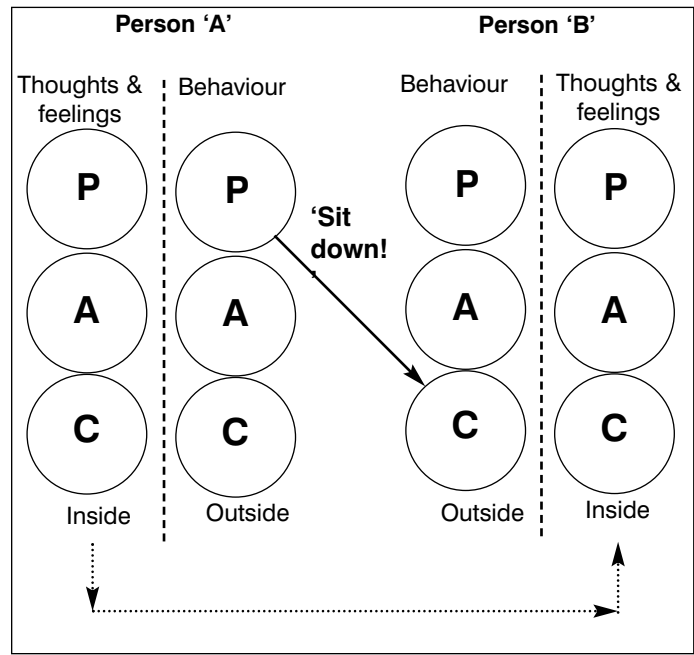 Person ‘A’
Person ‘B’
Thoughts &
feelings
Behaviour
Behaviour
Thoughts &
feelings
P
P
P
P
‘Sit
down!
’
A
A
A
A
C
C
C
C
Inside
Outside
Outside
Inside